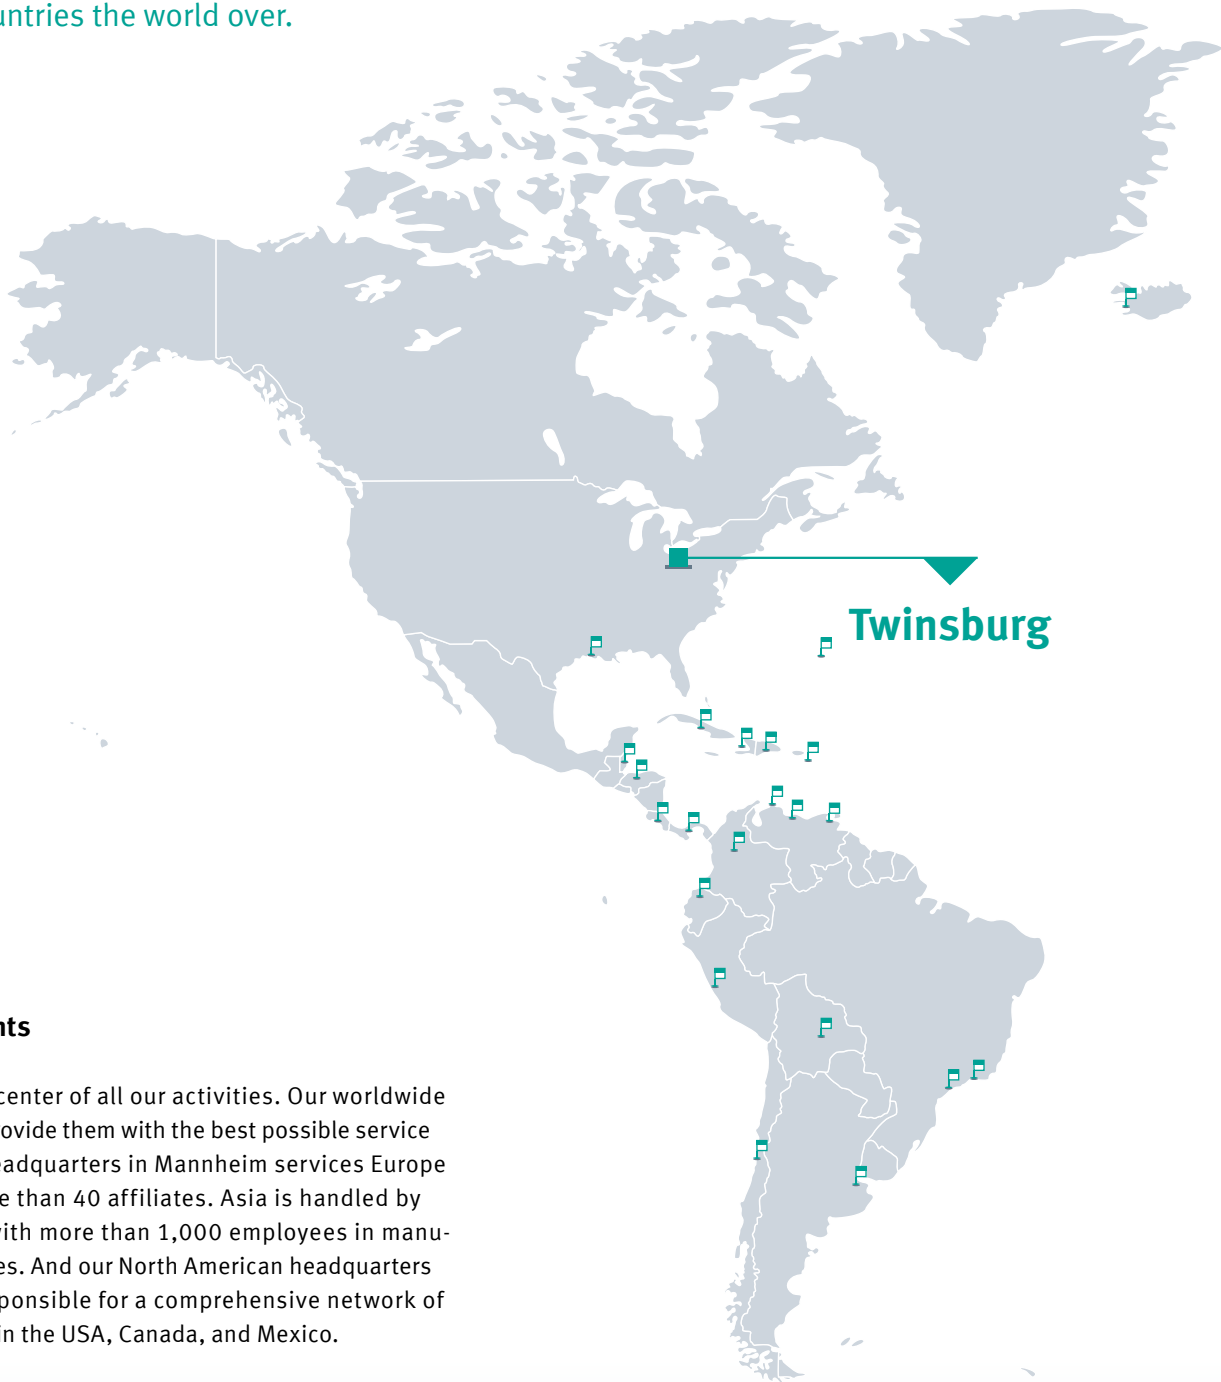 untries the world over.
Twinsburg
nts
center of all our activities. Our worldwide
rovide them with the best possible service
eadquarters in Mannheim services Europe
e than 40 affiliates. Asia is handled by
with more than 1,000 employees in manu-
es. And our North American headquarters
ponsible for a comprehensive network of
in the USA, Canada, and Mexico.